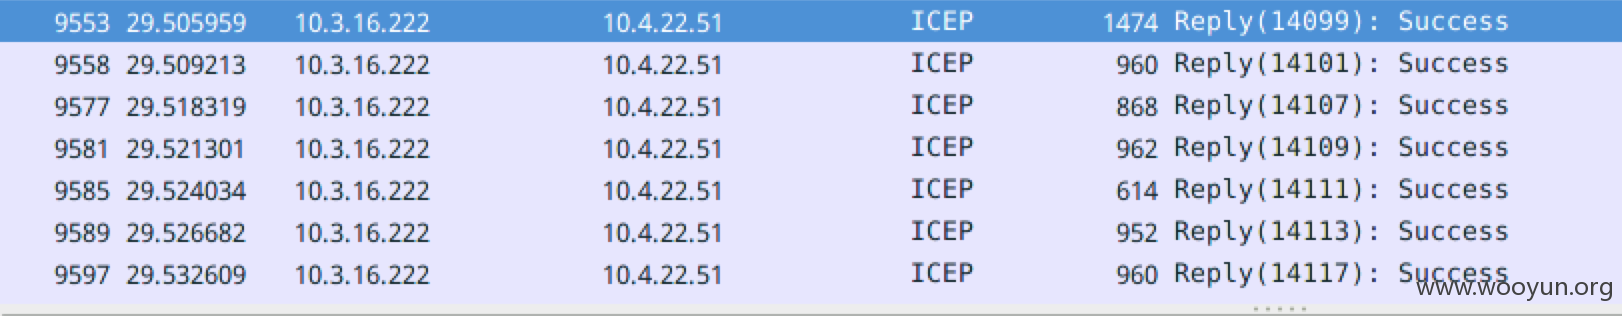 9553 29.505959 10.3.16.222 10.4.22.51 ICEP 1474 Reply(14099): Success
9558 29.509213 10.3.16.222 10.4.22.51 ICEP 960 Reply(14101): Success
9577 29.518319 10.3.16.222 10.4.22.51 ICEP 868 Reply(14107): Success
9581 29.521301 10.3.16.222 10.4.22.51 ICEP 962 Reply(14109): Success
9585 29.524034 10.3.16.222 10.4.22.51 ICEP 614 Reply(14111): Success
9589 29.526682 10.3.16.222 10.4.22.51 ICEP 952 Reply(14113): Success
9597 29.532609 10.3.16.222 10.4.22.51 ICEP 960 Reply(14117): Success
www.wooyun.org